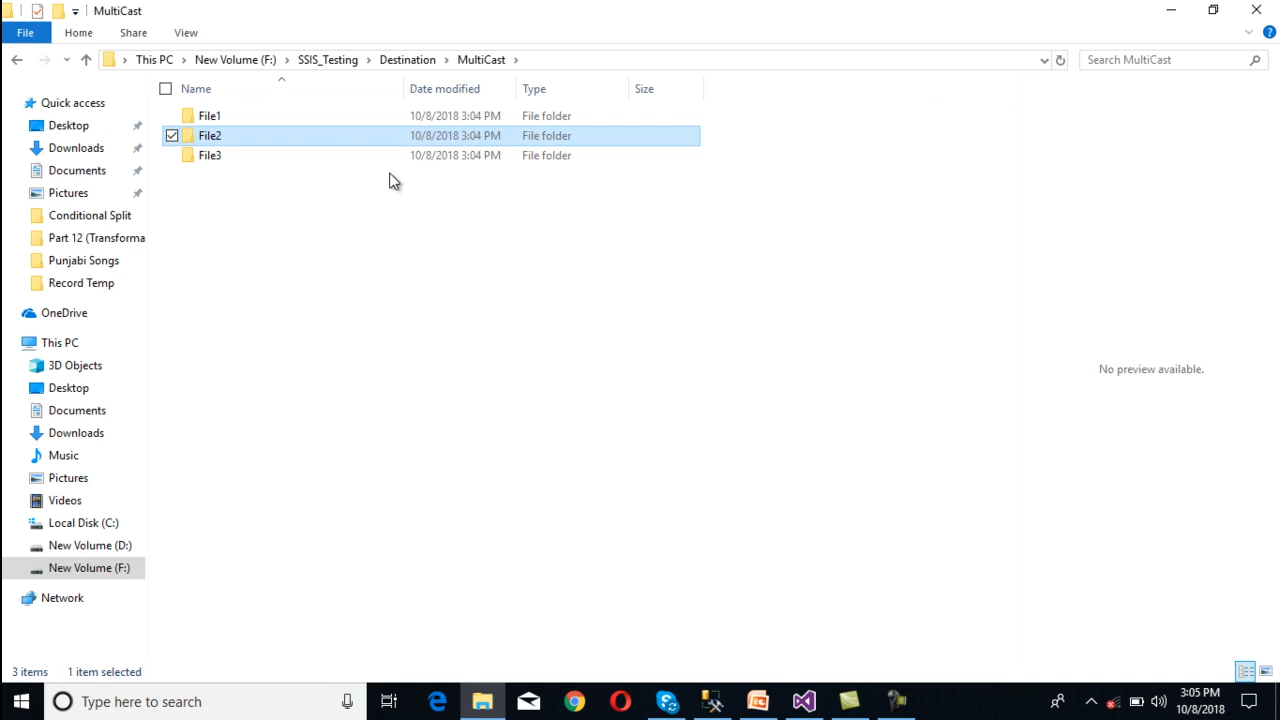 MultiCast
File Home Share View
This PC New Volume (F:) SSIS_Testing Destination MultiCast Search MultiCast
Name Date modified Type Size
File1 10/8/2018 3:04 PM File folder
File2 10/8/2018 3:04 PM File folder
File3 10/8/2018 3:04 PM File folder
Quick access
Desktop
Downloads
Documents
Pictures
Conditional Split
Part 12 (Transforma
Punjabi Songs
Record Temp
OneDrive
This PC
3D Objects
Desktop
Documents
Downloads
Music
Pictures
Videos
Local Disk (C:)
New Volume (D:)
New Volume (F:)
Network
No preview available.
3 items 1 item selected
Type here to search
3:05 PM
10/8/2018